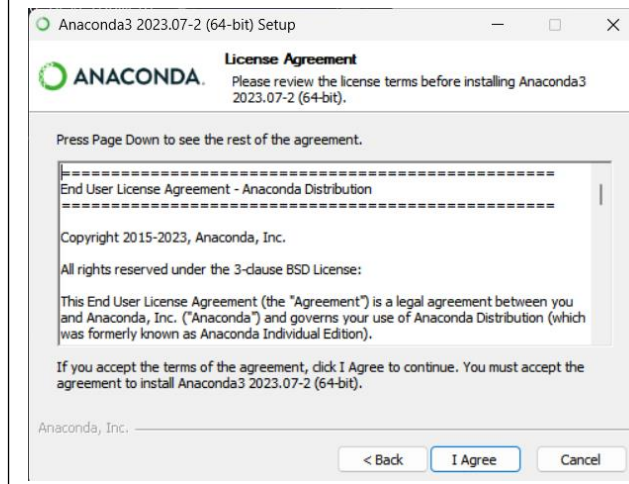 Anaconda3 2023.07-2 (64-bit) Setup
ANACONDA.
License Agreement
Please review the license terms before installing Anaconda3
2023.07-2 (64-bit).
Press Page Down to see the rest of the agreement.
====================================================
End User License Agreement - Anaconda Distribution
====================================================
Copyright 2015-2023, Anaconda, Inc.
All rights reserved under the 3-clause BSD License:
This End User License Agreement (the "Agreement") is a legal agreement between you
and Anaconda, Inc. ("Anaconda") and governs your use of Anaconda Distribution (which
was formerly known as Anaconda Individual Edition).
If you accept the terms of the agreement, click I Agree to continue. You must accept the
agreement to install Anaconda3 2023.07-2 (64-bit).
Anaconda, Inc.
< Back I Agree Cancel